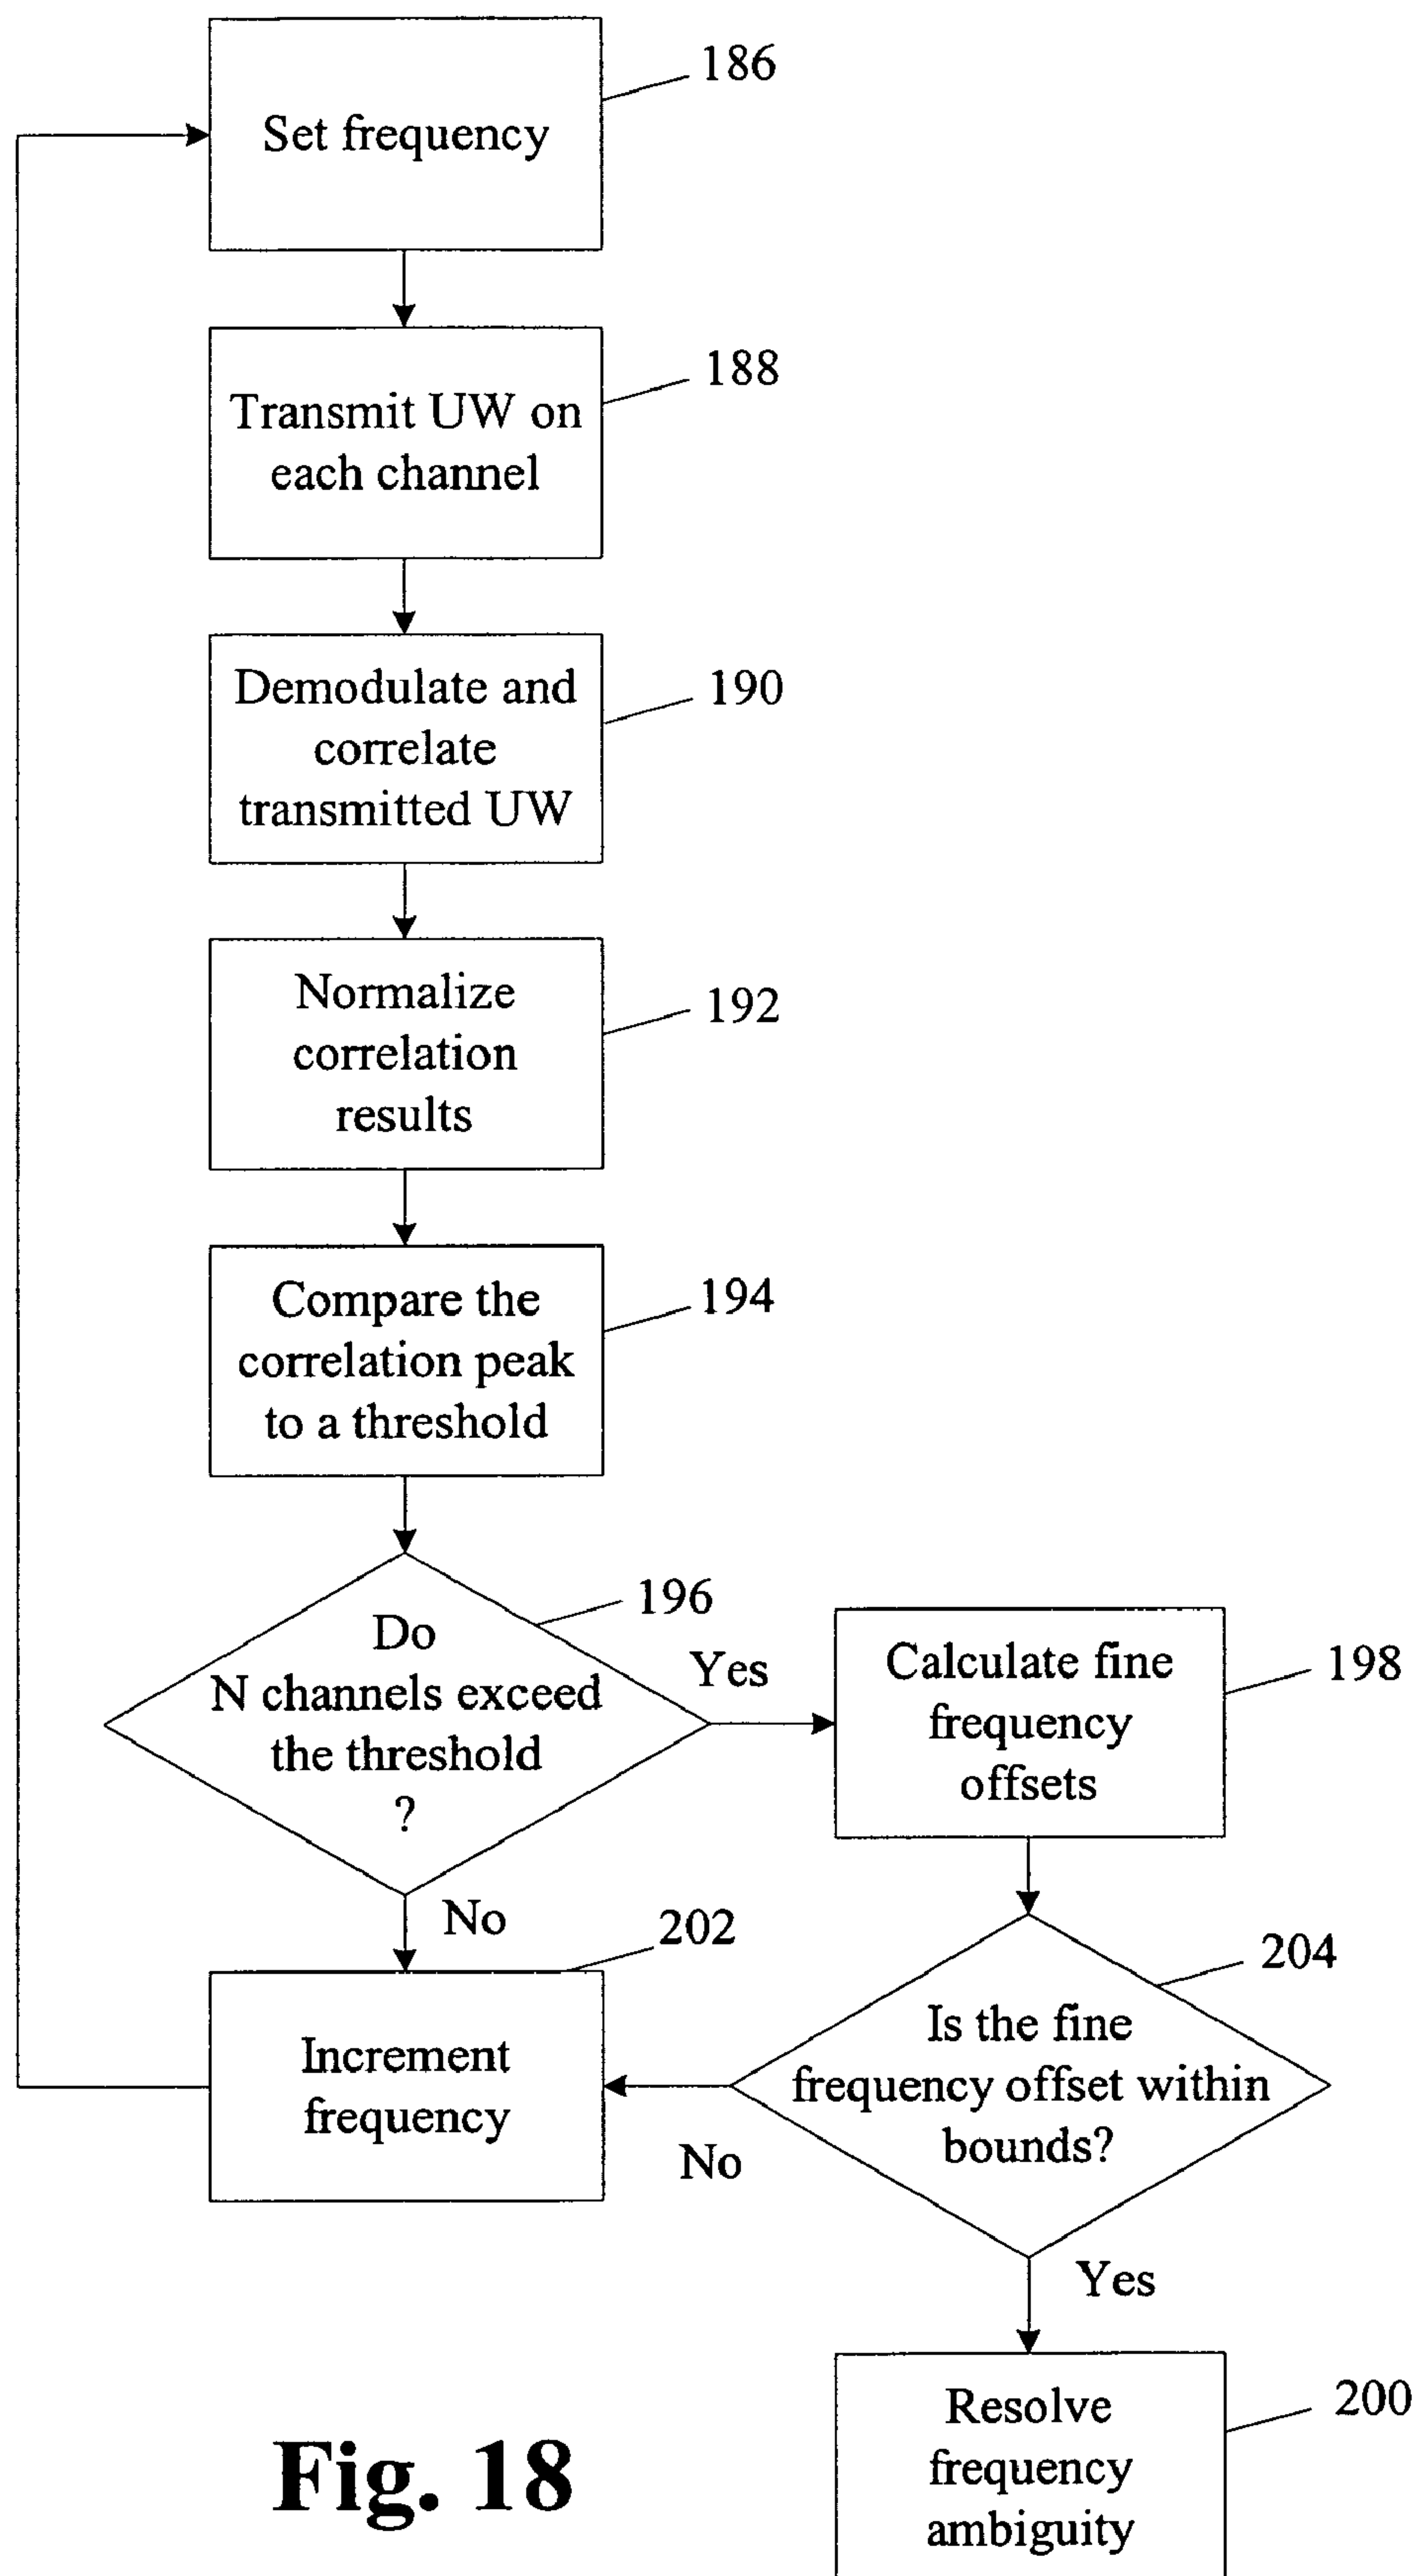 186
Set frequency
188
Transmit UW on
each channel
190
Demodulate and
correlate
transmitted UW
192
Normalize
correlation
results
194
Compare the
correlation peak
to a threshold
196
Do
N channels exceed
the threshold
?
Yes
198
Calculate fine
frequency
offsets
No
202
Increment
frequency
204
Is the fine
frequency offset within
bounds?
No
Yes
200
Resolve
frequency
ambiguity
Fig. 18